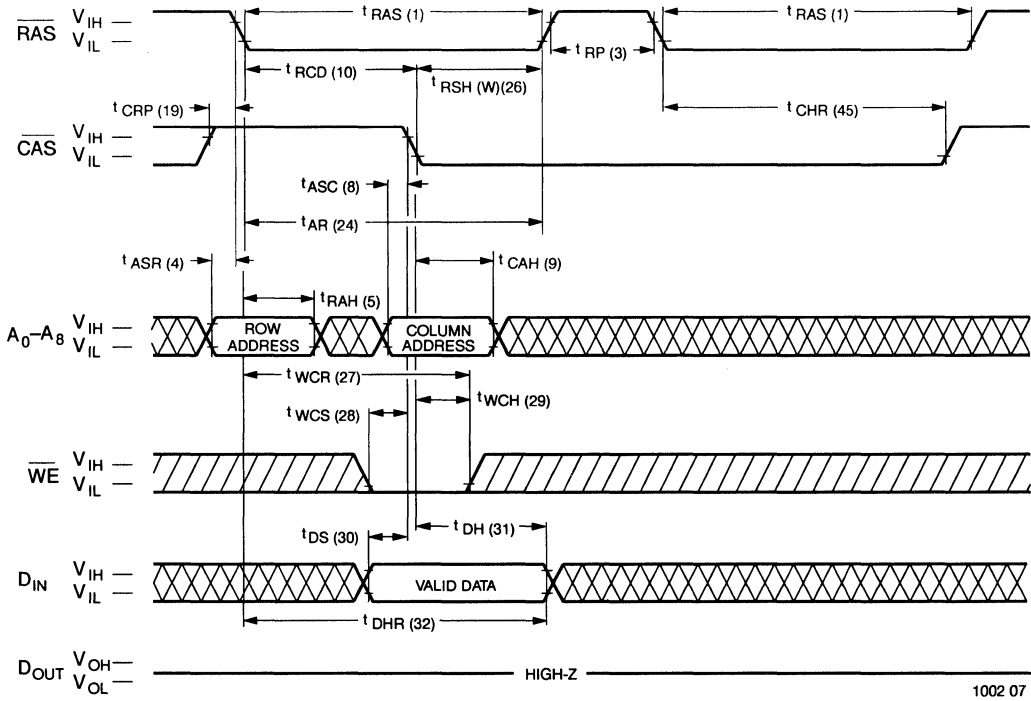 t RAS (1) t RAS (1)
RAS V IH —
V IL —
t RP (3)
t RCD (10) t RSH (W)(26)
t CRP (19) t CHR (45)
CAS V IH —
V IL —
t ASC (8)
t AR (24)
t ASR (4) t CAH (9)
t RAH (5)
A0–A8 V IH —
V IL —
ROW ADDRESS
COLUMN ADDRESS
t WCR (27)
t WCS (28) t WCH (29)
WE V IH —
V IL —
t DS (30) t DH (31)
DIN V IH —
V IL —
VALID DATA
t DHR (32)
DOUT V OH —
V OL —
HIGH-Z
1002 07